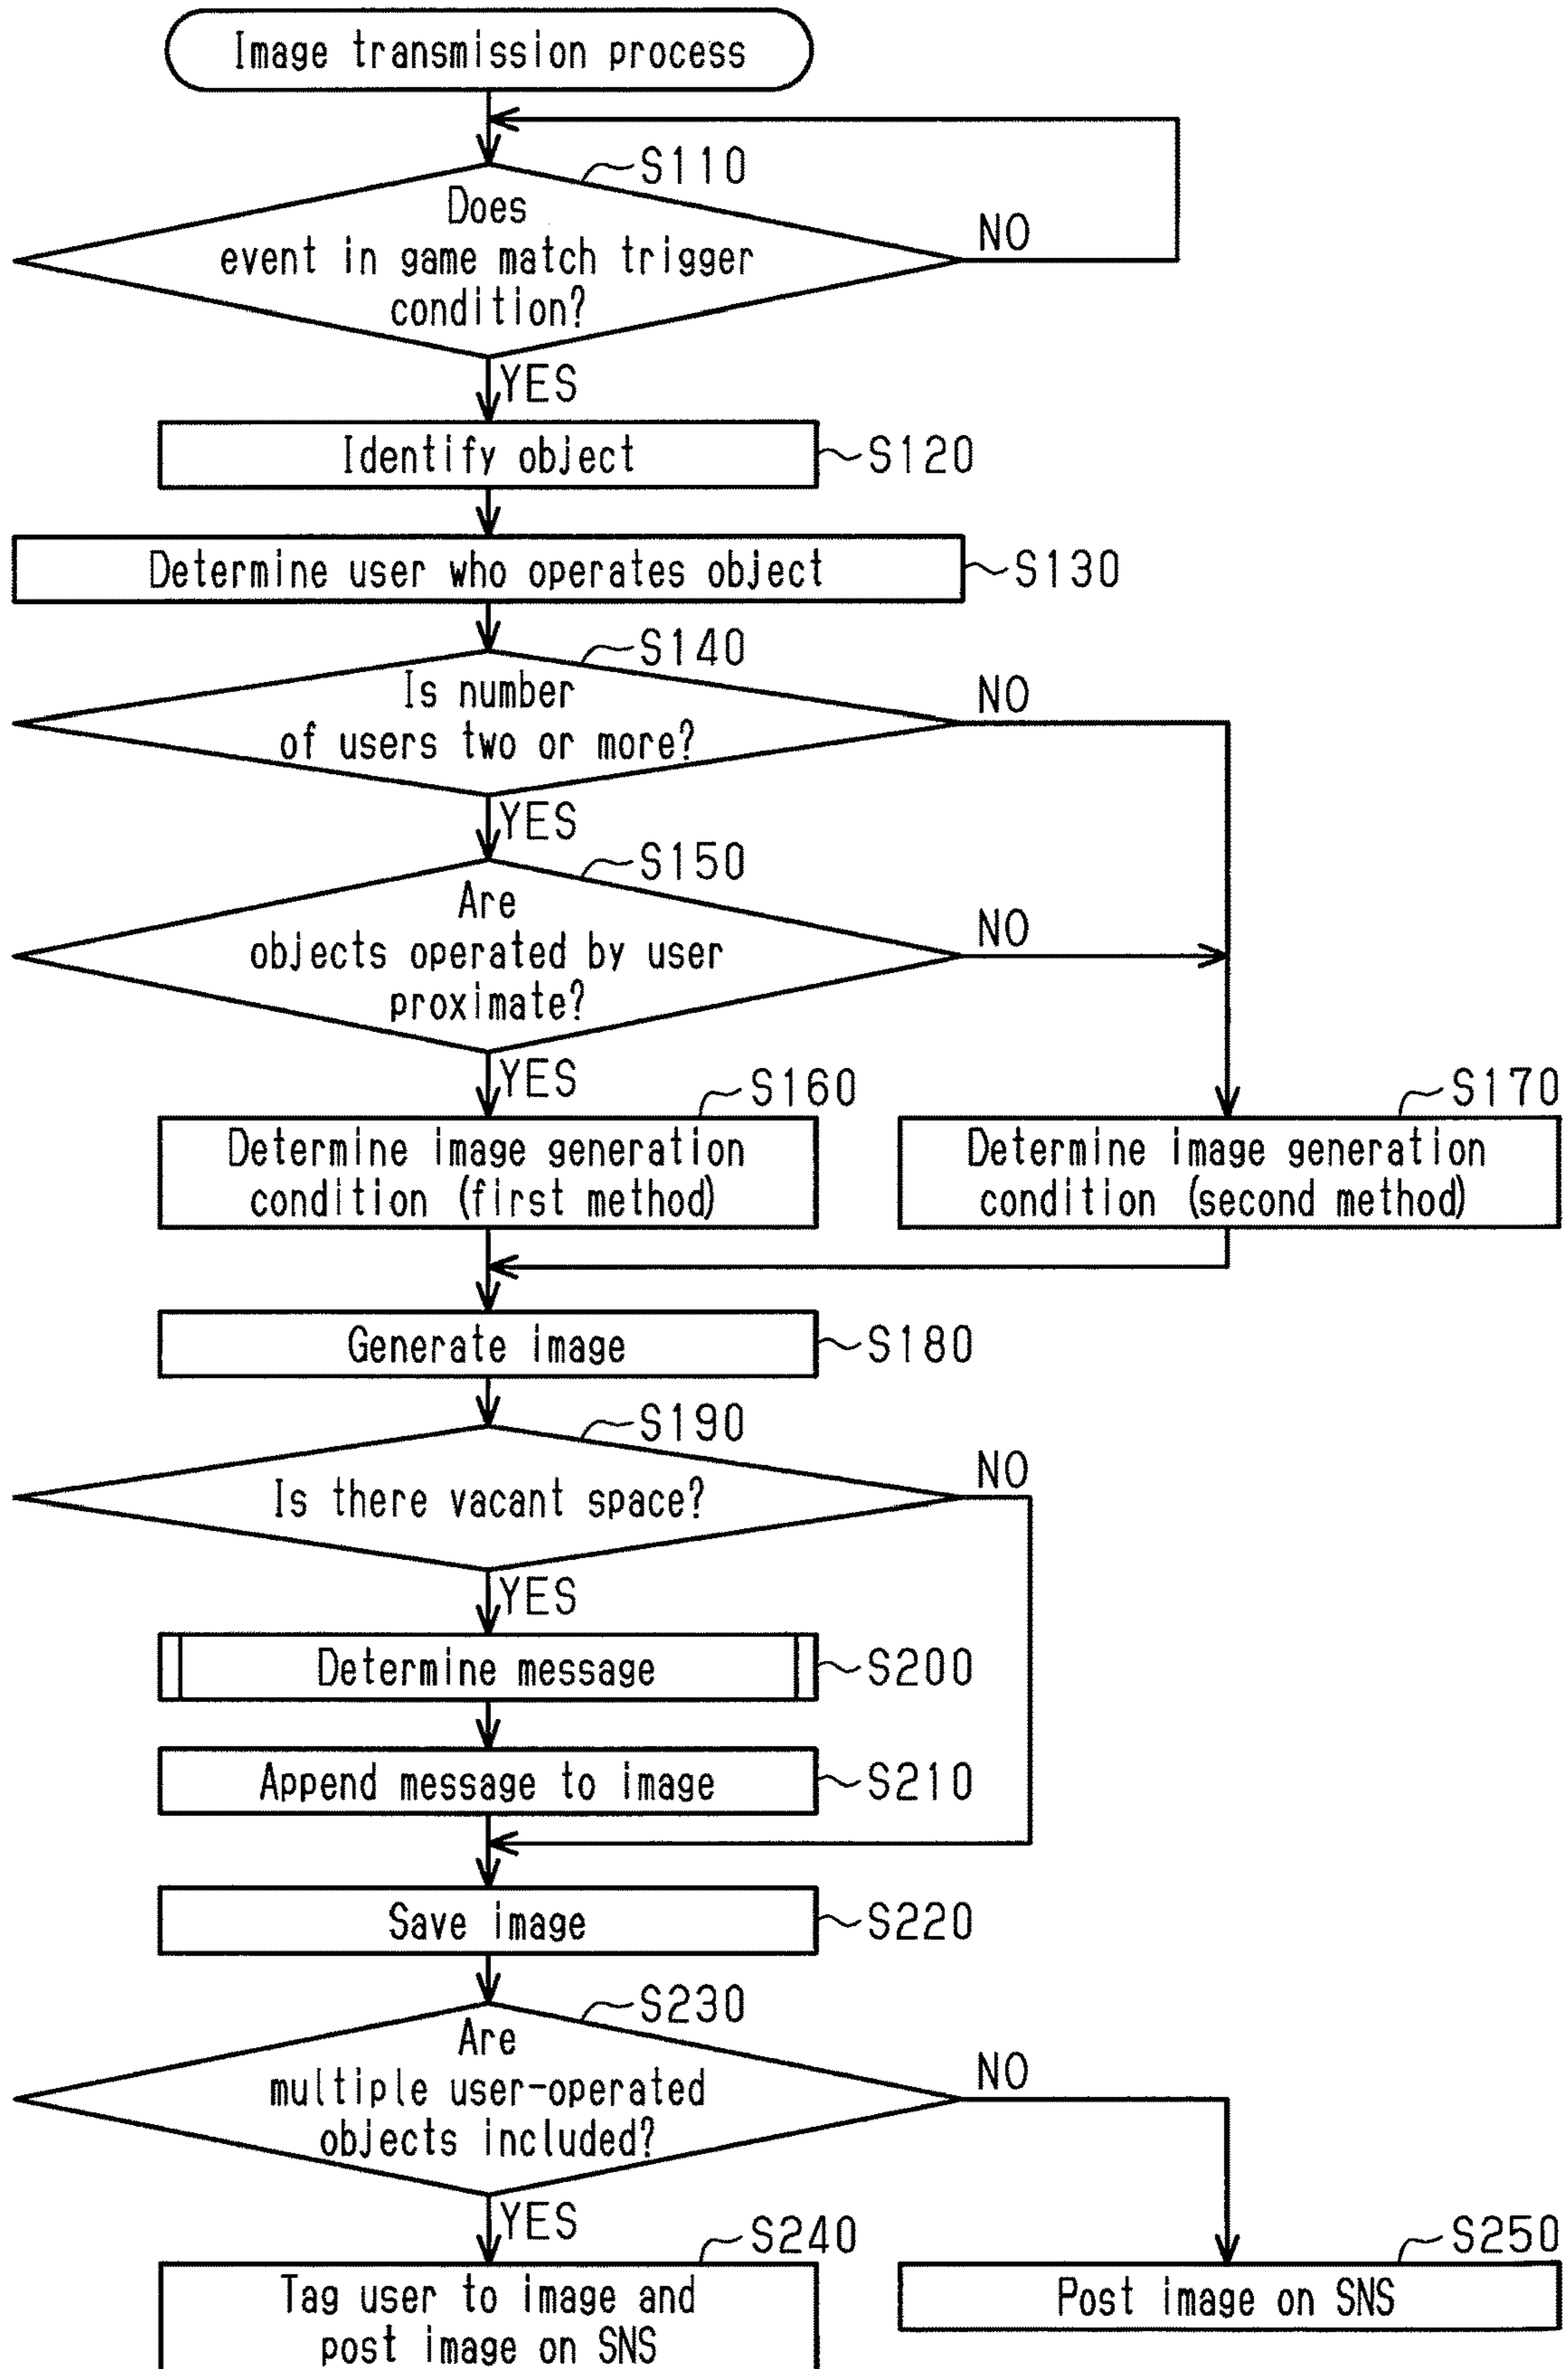 Image transmission process
S110
Does
event in game match trigger
condition?
NO
YES
Identify object
S120
Determine user who operates object
S130
S140
Is number
of users two or more?
NO
YES
S150
Are
objects operated by user
proximate?
NO
YES
S160
Determine image generation
condition (first method)
S170
Determine image generation
condition (second method)
Generate image
S180
S190
Is there vacant space?
NO
YES
Determine message
S200
Append message to image
S210
Save image
S220
S230
Are
multiple user-operated
objects included?
NO
YES
S240
Tag user to image and
post image on SNS
S250
Post image on SNS